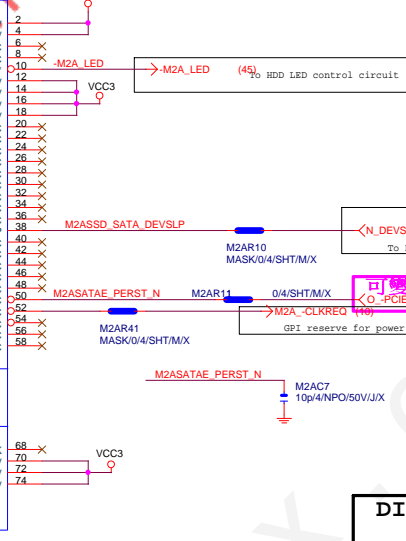 2
4
6
8
10
-M2A_LED
-M2A_LED
(45)
To HDD LED control circuit
12
14
VCC3
16
18
20
22
24
26
28
30
32
34
36
38
M2ASSD_SATA_DEVSLP
N_DEVS
M2AR10
MASK/0/4/SHT/M/X
To
40
42
44
46
48
50
M2ASATAE_PERST_N
M2AR11
0/4/SHT/M/X
O_-PCIE
52
M2A_-CLKREQ
(10)
54
M2AR41
MASK/0/4/SHT/M/X
GPI reserve for power
56
58
M2ASATAE_PERST_N
M2AC7
10p/4/NPO/50V/J/X
68
VCC3
70
72
74
DI